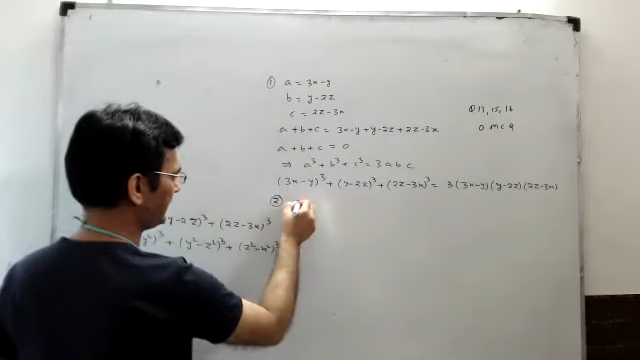 ① a = 3x-y
b = y-2z
c = 2z-3x
a+b+c = 3x-y+y-2z+2z-3x
a+b+c = 0
⇒ a³+b³+c³ = 3abc
(3x-y)³+(y-2z)³+(2z-3x)³ = 3(3x-y)(y-2z)(2z-3x)
②
y-2z)³ + (2z-3x)³
y²)³ + (y²-z²)³ + (z²-x²)³
15, 16
MCQ